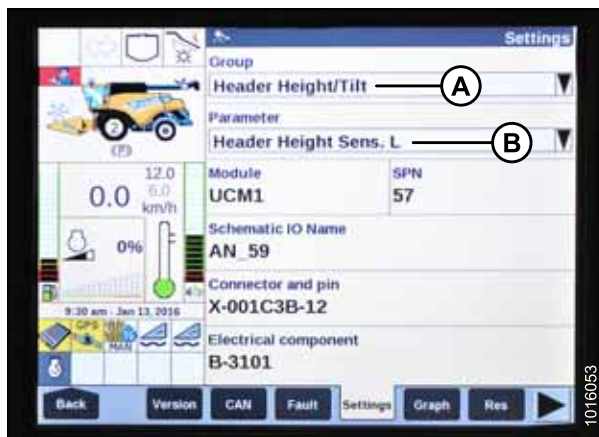 Settings
Group
Header Height/Tilt
A
Parameter
Header Height Sens. L
B
Module
UCM1
SPN
57
Schematic IO Name
AN_59
Connector and pin
X-001C3B-12
Electrical component
B-3101
(P)
12.0
6.0
0.0
km/h
0%
9:30 am - Jan 13, 2016
GPS
MAN
Back
Version
CAN
Fault
Settings
Graph
Res
1016053